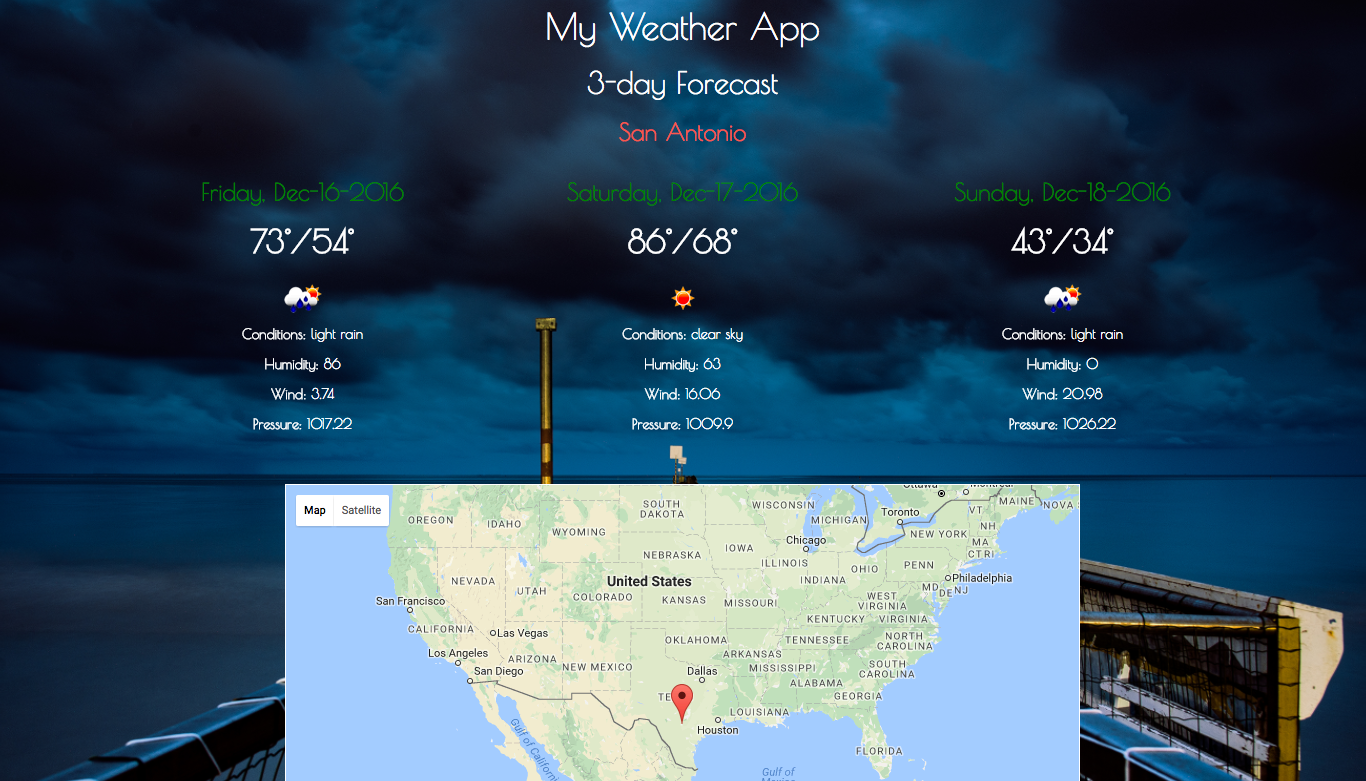 My Weather App
3-day Forecast
San Antonio
Friday, Dec-16-2016
73°/54°
Conditions: light rain
Humidity: 86
Wind: 3.74
Pressure: 1017.22
Saturday, Dec-17-2016
86°/68°
Conditions: clear sky
Humidity: 63
Wind: 16.06
Pressure: 1009.9
Sunday, Dec-18-2016
43°/34°
Conditions: light rain
Humidity: 0
Wind: 20.98
Pressure: 1026.22
Map Satellite
Ottawa
Montreal
OREGON
IDAHO
WYOMING
SOUTH
DAKOTA
WISCONSIN
MICHIGAN
Toronto
VT
MAINE
NOVA
NH
NEW YORK
MA
CT RI
Chicago
IOWA
NEBRASKA
ILLINOIS
INDIANA
OHIO
PENN
Philadelphia
MD
DE
NJ
NEVADA
UTAH
United States
COLORADO
KANSAS
MISSOURI
WEST
VIRGINIA
KENTUCKY
VIRGINIA
San Francisco
CALIFORNIA
Las Vegas
OKLAHOMA
TENNESSEE
NORTH
CAROLINA
Los Angeles
ARIZONA
NEW MEXICO
ARKANSAS
MISSISSIPPI
SOUTH
CAROLINA
San Diego
Dallas
ALABAMA
GEORGIA
TE
LOUISIANA
Houston
Gulf of California
FLORIDA
Gulf of
Mexico